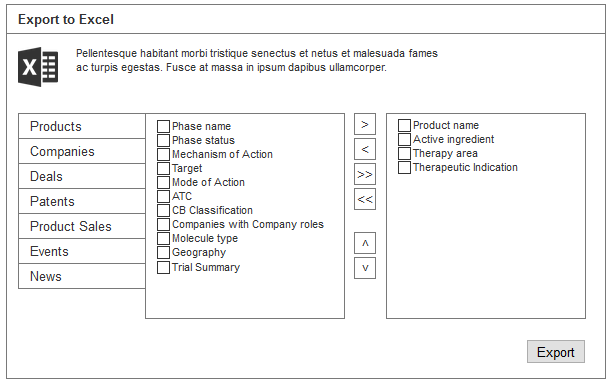 Export to Excel
X
Pellentesque habitant morbi tristique senectus et netus et malesuada fames
ac turpis egestas. Fusce at massa in ipsum dapibus ullamcorper.
Products
Companies
Deals
Patents
Product Sales
Events
News
Phase name
Phase status
Mechanism of Action
Target
Mode of Action
ATC
CB Classification
Companies with Company roles
Molecule type
Geography
Trial Summary
>
<
>>
<<
^
v
Product name
Active ingredient
Therapy area
Therapeutic Indication
Export